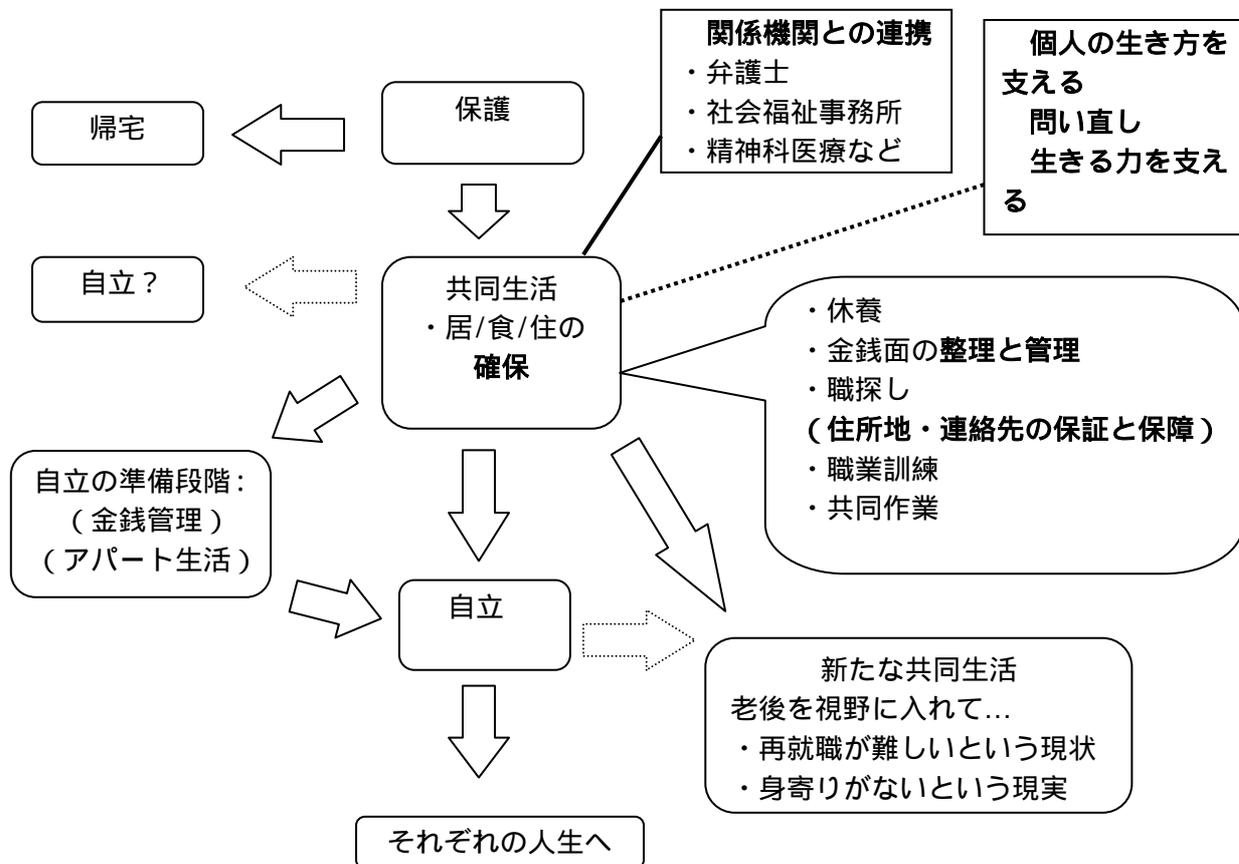 関係機関との連携
・弁護士
・社会福祉事務所
・精神科医療など
個人の生き方を
支える
問い直し
生きる力を支え
る
保護
帰宅
自立?
共同生活
・居/食/住の
確保
・休養
・金銭面の整理と管理
・職探し
(住所地・連絡先の保証と保障)
・職業訓練
・共同作業
自立の準備段階:
(金銭管理)
(アパート生活)
自立
新たな共同生活
老後を視野に入れて…
・再就職が難しいという現状
・身寄りがないという現実
それぞれの人生へ